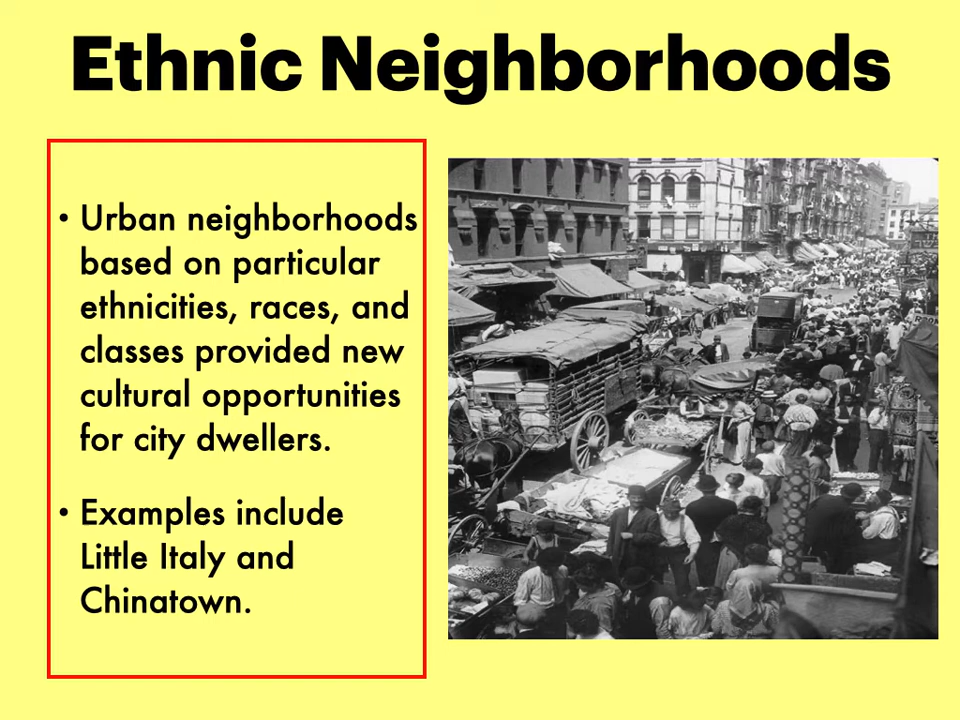 Ethnic Neighborhoods
• Urban neighborhoods
based on particular
ethnicities, races, and
classes provided new
cultural opportunities
for city dwellers.
• Examples include
Little Italy and
Chinatown.